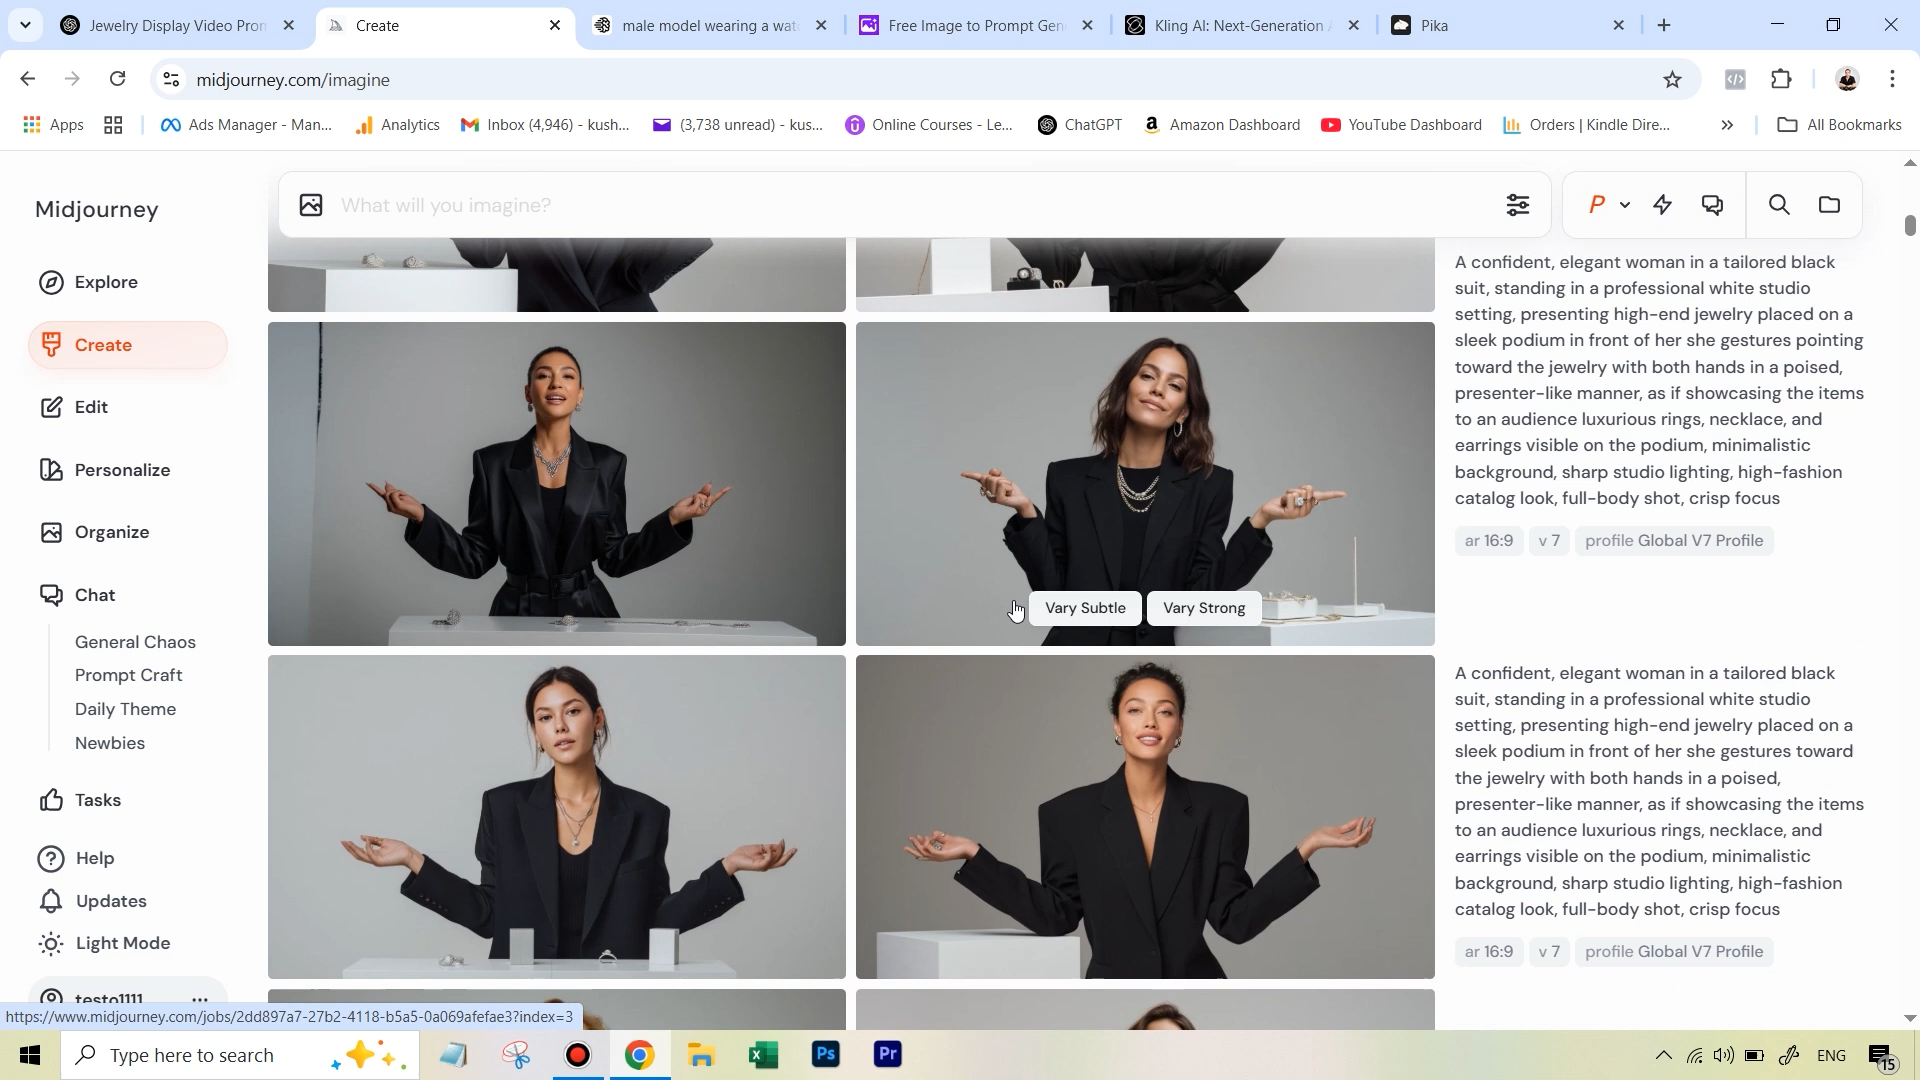 Jewelry Display Video Pron
Create
male model wearing a wat
Free Image to Prompt Gen
Kling AI: Next-Generation A
Pika
midjourney.com/imagine
Apps
Ads Manager - Man...
Analytics
Inbox (4,946) - kush...
(3,738 unread) - kus...
Online Courses - Le...
ChatGPT
Amazon Dashboard
YouTube Dashboard
Orders | Kindle Dire...
All Bookmarks
Midjourney
What will you imagine?
P
Explore
Create
Edit
Personalize
Organize
Chat
General Chaos
Prompt Craft
Daily Theme
Newbies
Tasks
Help
Updates
Light Mode
testo1111
Vary Subtle
Vary Strong
A confident, elegant woman in a tailored black
suit, standing in a professional white studio
setting, presenting high-end jewelry placed on a
sleek podium in front of her she gestures pointing
toward the jewelry with both hands in a poised,
presenter-like manner, as if showcasing the items
to an audience luxurious rings, necklace, and
earrings visible on the podium, minimalistic
background, sharp studio lighting, high-fashion
catalog look, full-body shot, crisp focus
ar 16:9
v 7
profile Global V7 Profile
A confident, elegant woman in a tailored black
suit, standing in a professional white studio
setting, presenting high-end jewelry placed on a
sleek podium in front of her she gestures toward
the jewelry with both hands in a poised,
presenter-like manner, as if showcasing the items
to an audience luxurious rings, necklace, and
earrings visible on the podium, minimalistic
background, sharp studio lighting, high-fashion
catalog look, full-body shot, crisp focus
ar 16:9
v 7
profile Global V7 Profile
https://www.midjourney.com/jobs/2dd897a7-27b2-4118-b5a5-0a069afefae3?index=3
Type here to search
Ps
Pr
ENG
15